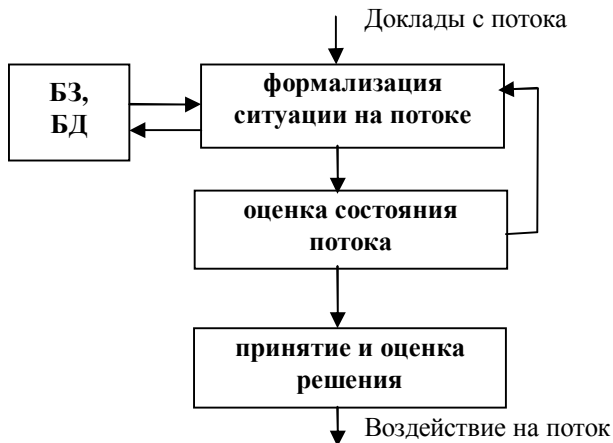 Доклады с потока
БЗ,
БД
формализация
ситуации на потоке
оценка состояния
потока
принятие и оценка
решения
Воздействие на поток